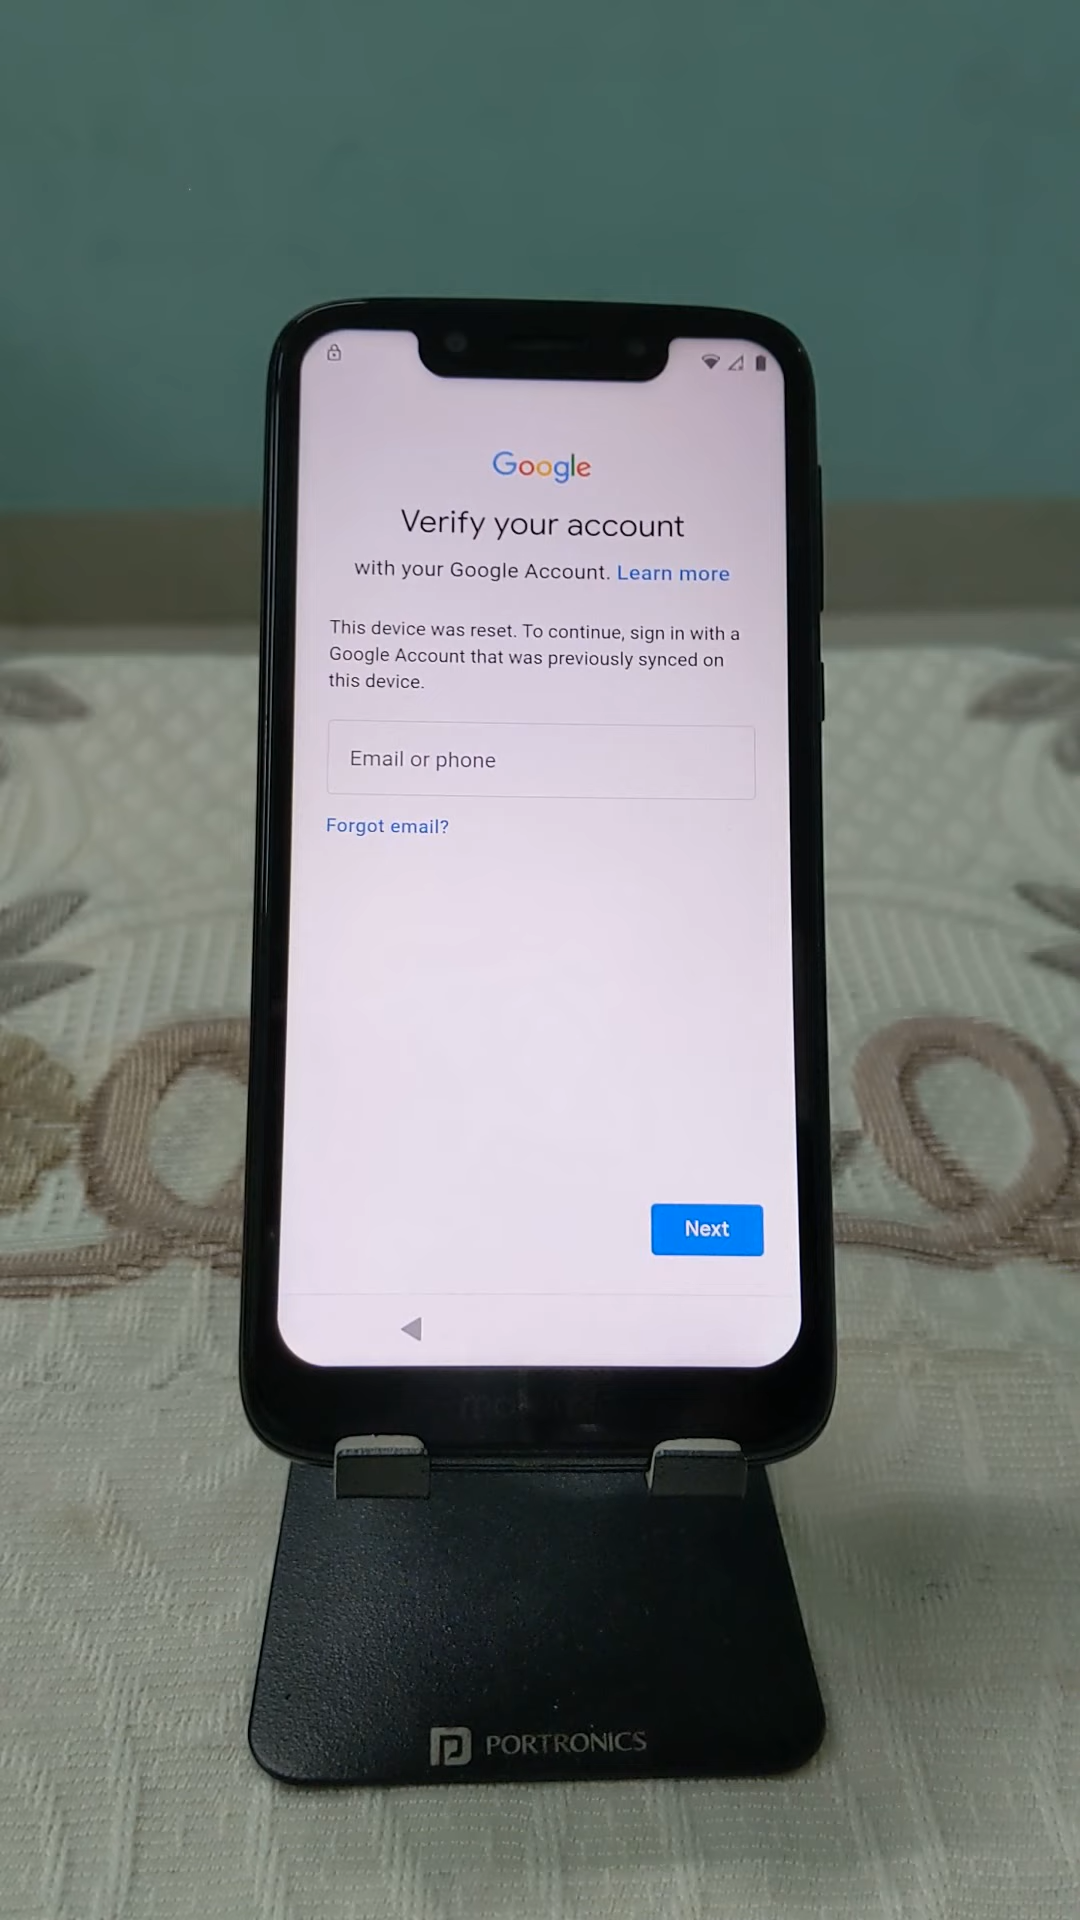 Google
Verify your account
with your Google Account. Learn more
This device was reset. To continue, sign in with a
Google Account that was previously synced on
this device.
Email or phone
Forgot email?
Next
PORTRONICS